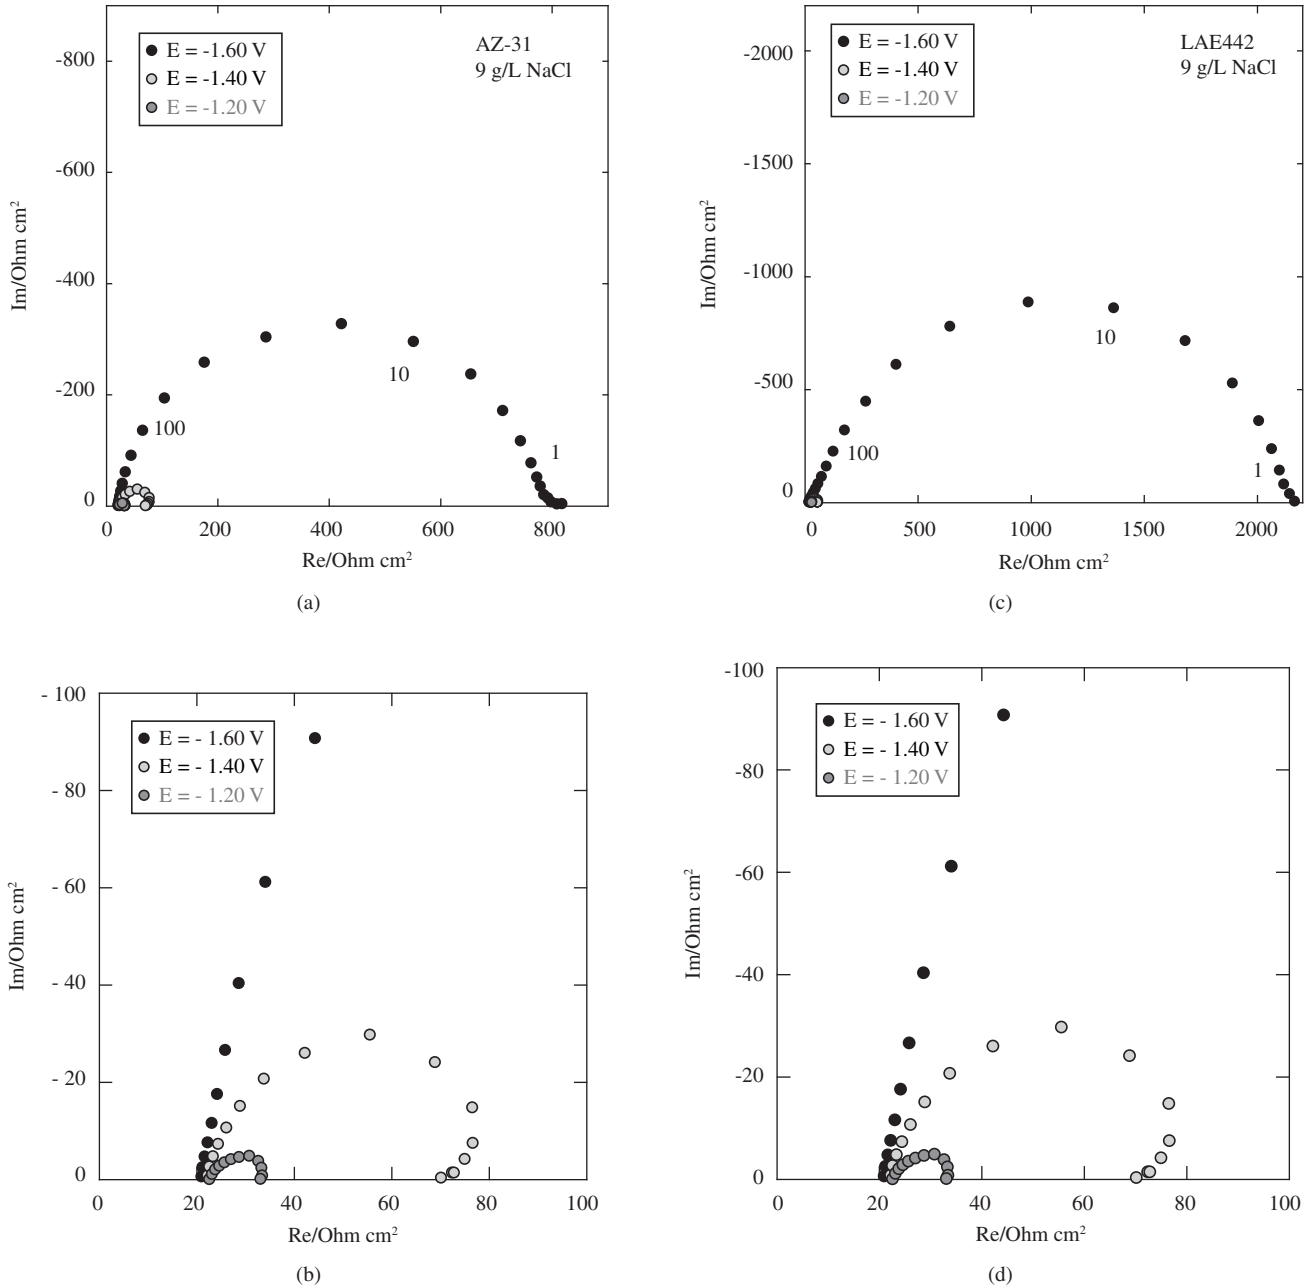 -800
-600
-400
-200
0
Im/Ohm cm²
E = -1.60 V
E = -1.40 V
E = -1.20 V
AZ-31
9 g/L NaCl
10
100
1
0
200
400
600
800
Re/Ohm cm²
(a)
-2000
-1500
-1000
-500
0
Im/Ohm cm²
E = -1.60 V
E = -1.40 V
E = -1.20 V
LAE442
9 g/L NaCl
10
100
1
0
500
1000
1500
2000
Re/Ohm cm²
(c)
- 100
- 80
- 60
- 40
- 20
0
Im/Ohm cm²
E = - 1.60 V
E = - 1.40 V
E = - 1.20 V
0
20
40
60
80
100
Re/Ohm cm²
(b)
-100
-80
-60
-40
-20
0
Im/Ohm cm²
E = - 1.60 V
E = - 1.40 V
E = - 1.20 V
0
20
40
60
80
100
Re/Ohm cm²
(d)